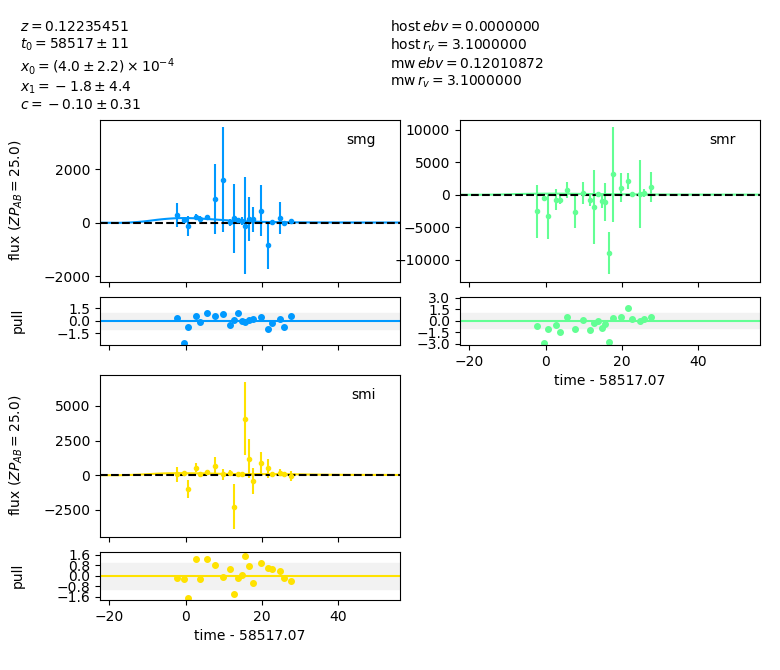 z = 0.12235451
t₀ = 58517 ± 11
x₀ = (4.0 ± 2.2) × 10⁻⁴
x₁ = −1.8 ± 4.4
c = −0.10 ± 0.31
host ebv = 0.0000000
host r_v = 3.1000000
mw ebv = 0.12010872
mw r_v = 3.1000000
smg
flux (ZP_AB = 25.0)
2000
0
−2000
smr
10000
5000
0
−5000
−10000
pull
1.5
0.0
−1.5
3.0
1.5
0.0
−1.5
−3.0
−20
0
20
40
time - 58517.07
smi
flux (ZP_AB = 25.0)
5000
2500
0
−2500
pull
1.6
0.8
0.0
−0.8
−1.6
−20
0
20
40
time - 58517.07